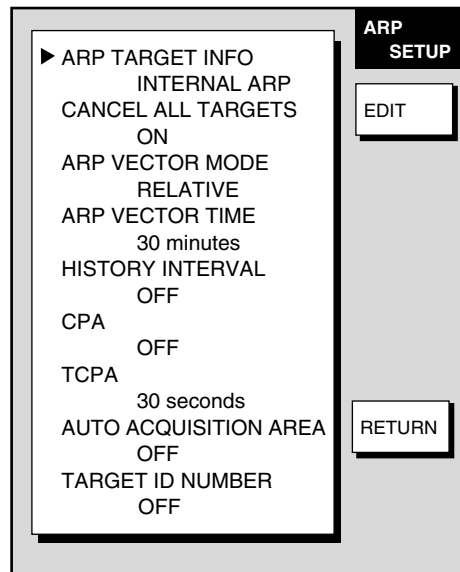 ARP
SETUP
▶ ARP TARGET INFO
INTERNAL ARP
CANCEL ALL TARGETS
ON
ARP VECTOR MODE
RELATIVE
ARP VECTOR TIME
30 minutes
HISTORY INTERVAL
OFF
CPA
OFF
TCPA
30 seconds
AUTO ACQUISITION AREA
OFF
TARGET ID NUMBER
OFF
EDIT
RETURN